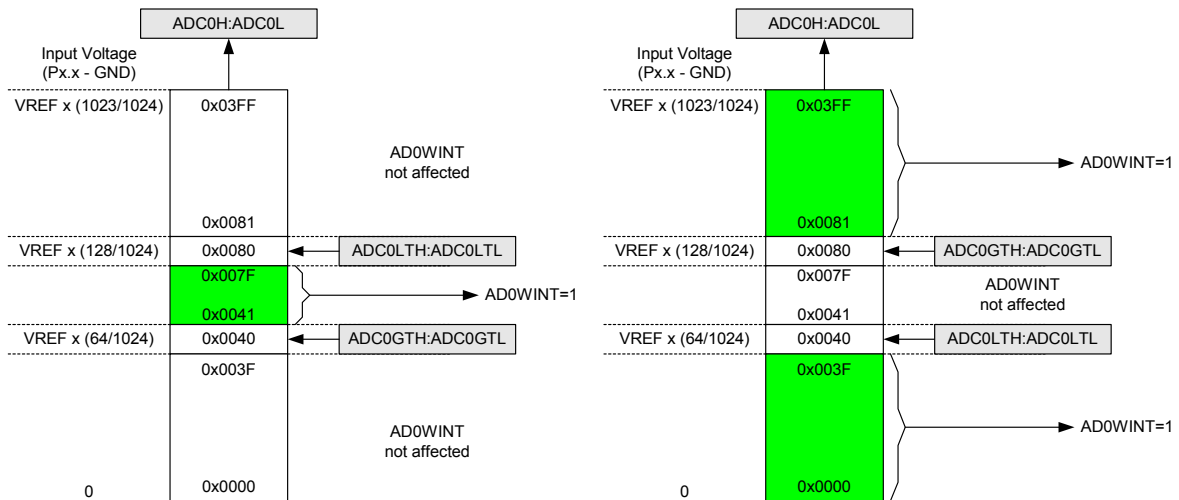 ADC0H:ADC0L
Input Voltage
(Px.x - GND)
VREF x (1023/1024)
0x03FF
AD0WINT
not affected
0x0081
VREF x (128/1024)
0x0080
ADC0LTH:ADC0LTL
0x007F
AD0WINT=1
0x0041
VREF x (64/1024)
0x0040
ADC0GTH:ADC0GTL
0x003F
AD0WINT
not affected
0
0x0000
ADC0H:ADC0L
Input Voltage
(Px.x - GND)
VREF x (1023/1024)
0x03FF
AD0WINT=1
0x0081
VREF x (128/1024)
0x0080
ADC0GTH:ADC0GTL
0x007F
AD0WINT
not affected
0x0041
VREF x (64/1024)
0x0040
ADC0LTH:ADC0LTL
0x003F
AD0WINT=1
0
0x0000